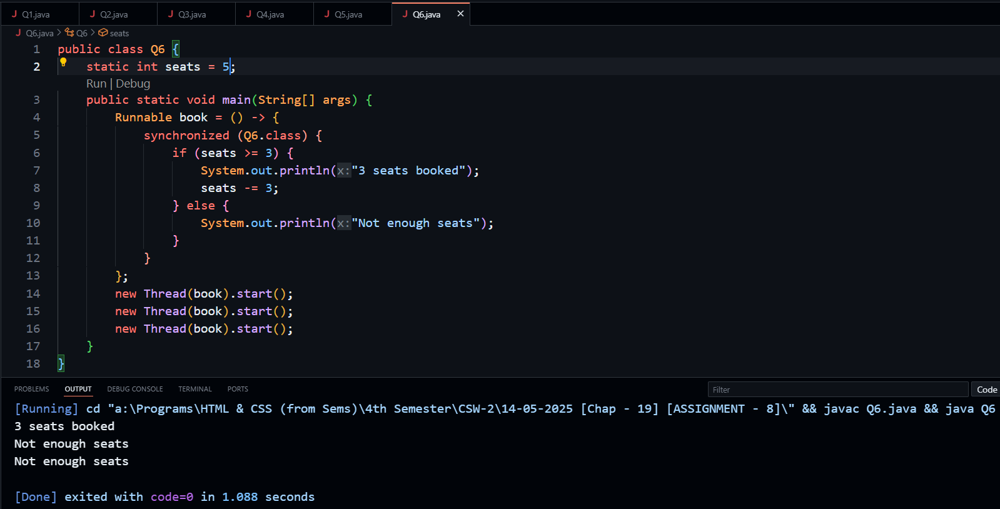 J Q1.java J Q2.java J Q3.java J Q4.java J Q5.java J Q6.java ×
J Q6.java > Q6 > seats
1 public class Q6 {
2     static int seats = 5;
Run | Debug
3     public static void main(String[] args) {
4         Runnable book = () -> {
5             synchronized (Q6.class) {
6                 if (seats >= 3) {
7                     System.out.println(x:"3 seats booked");
8                     seats -= 3;
9                 } else {
10                     System.out.println(x:"Not enough seats");
11                 }
12             }
13         };
14         new Thread(book).start();
15         new Thread(book).start();
16         new Thread(book).start();
17     }
18 }
PROBLEMS OUTPUT DEBUG CONSOLE TERMINAL PORTS Filter Code
[Running] cd "a:\Programs\HTML & CSS (from Sems)\4th Semester\CSW-2\14-05-2025 [Chap - 19] [ASSIGNMENT - 8]\" && javac Q6.java && java Q6
3 seats booked
Not enough seats
Not enough seats
[Done] exited with code=0 in 1.088 seconds